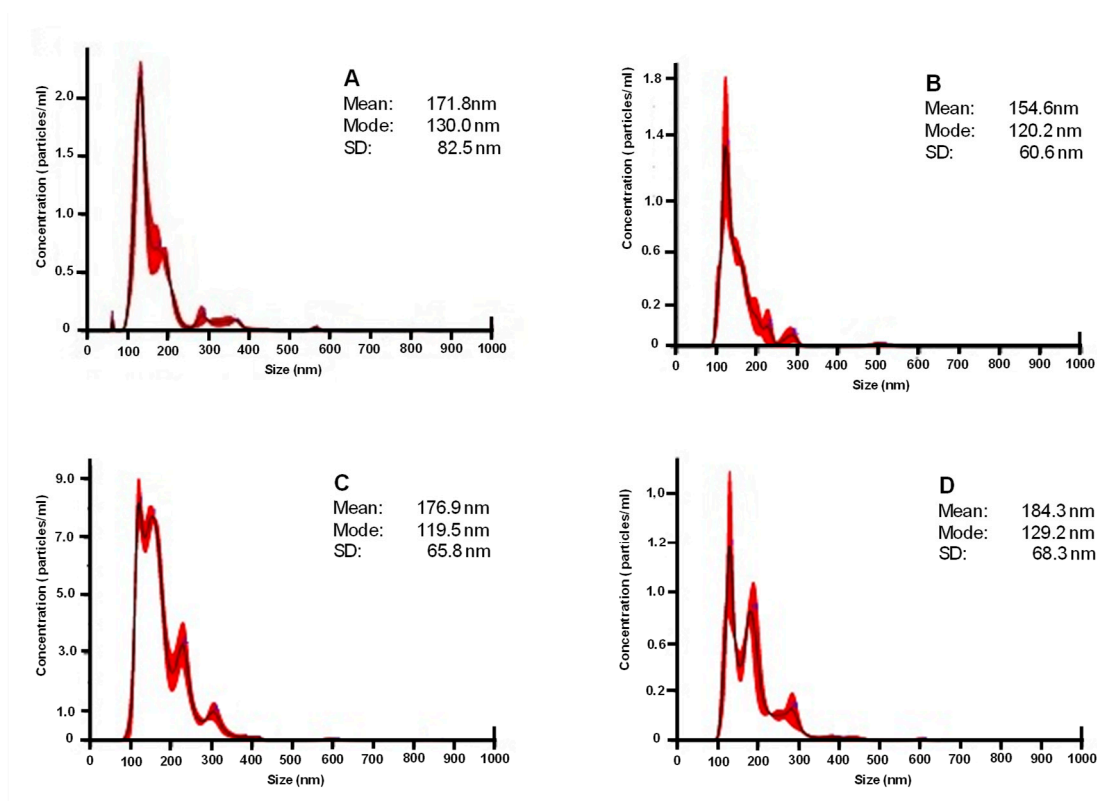 A
Mean: 171.8nm
Mode: 130.0 nm
SD: 82.5 nm
Concentration ( particles/ml)
2.0
1.5
1.0
0.5
0
0 100 200 300 400 500 600 700 800 900 1000
Size (nm)
B
Mean: 154.6nm
Mode: 120.2 nm
SD: 60.6 nm
Concentration ( particles/ml)
1.8
1.4
1.0
0.6
0.2
0
0 100 200 300 400 500 600 700 800 900 1000
Size (nm)
C
Mean: 176.9 nm
Mode: 119.5 nm
SD: 65.8 nm
Concentration ( particles/ml)
9.0
7.0
5.0
3.0
1.0
0
0 100 200 300 400 500 600 700 800 900 1000
Size (nm)
D
Mean: 184.3 nm
Mode: 129.2 nm
SD: 68.3 nm
Concentration ( particles/ml)
1.0
1.2
1.0
0.6
0.2
0
0 100 200 300 400 500 600 700 800 900 1000
Size (nm)